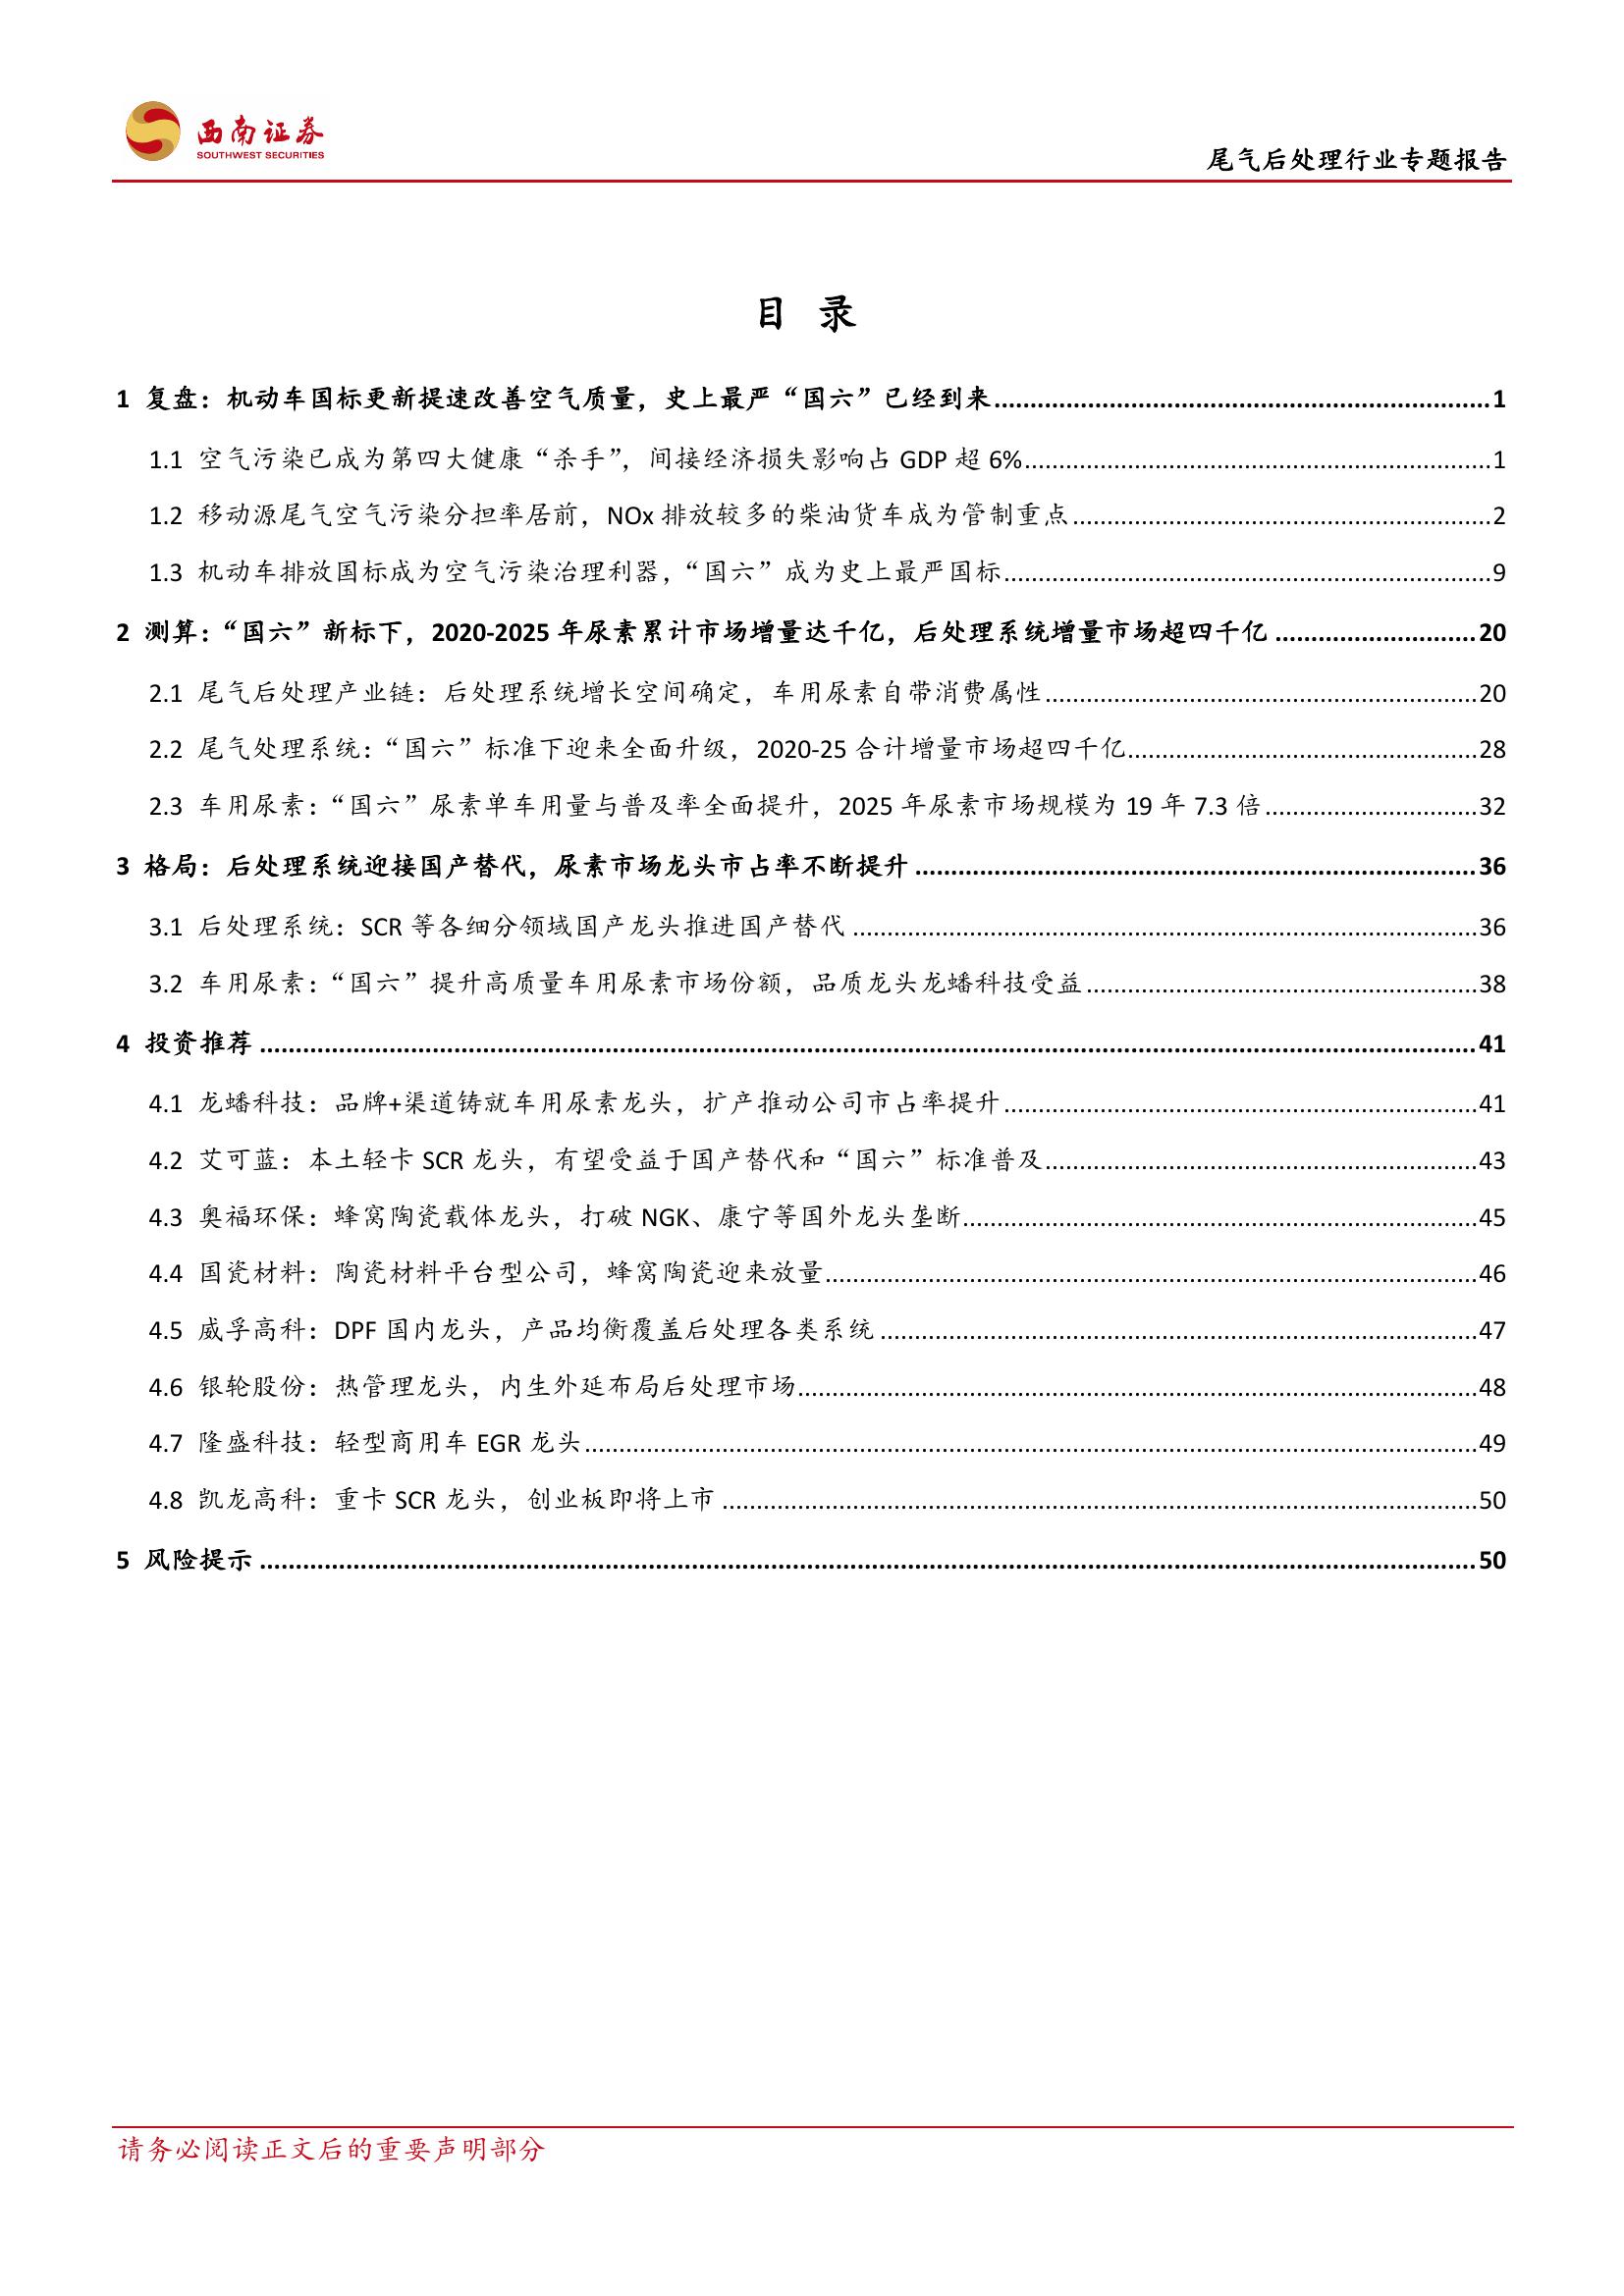 西南证券
SOUTHWEST SECURITIES
尾气后处理行业专题报告
目 录
1 复盘：机动车国标更新提速改善空气质量，史上最严“国六”已经到来....................1
1.1 空气污染已成为第四大健康“杀手”，间接经济损失影响占 GDP 超 6%....................1
1.2 移动源尾气空气污染分担率居前，NOx 排放较多的柴油货车成为管制重点....................2
1.3 机动车排放国标成为空气污染治理利器，“国六”成为史上最严国标....................9
2 测算：“国六”新标下，2020-2025 年尿素累计市场增量达千亿，后处理系统增量市场超四千亿....................20
2.1 尾气后处理产业链：后处理系统增长空间确定，车用尿素自带消费属性....................20
2.2 尾气处理系统：“国六”标准下迎来全面升级，2020-25 合计增量市场超四千亿....................28
2.3 车用尿素：“国六”尿素单车用量与普及率全面提升，2025 年尿素市场规模为 19 年 7.3 倍....................32
3 格局：后处理系统迎接国产替代，尿素市场龙头市占率不断提升....................36
3.1 后处理系统：SCR 等各细分领域国产龙头推进国产替代....................36
3.2 车用尿素：“国六”提升高质量车用尿素市场份额，品质龙头龙蟠科技受益....................38
4 投资推荐....................41
4.1 龙蟠科技：品牌+渠道铸就车用尿素龙头，扩产推动公司市占率提升....................41
4.2 艾可蓝：本土轻卡 SCR 龙头，有望受益于国产替代和“国六”标准普及....................43
4.3 奥福环保：蜂窝陶瓷载体龙头，打破 NGK、康宁等国外龙头垄断....................45
4.4 国瓷材料：陶瓷材料平台型公司，蜂窝陶瓷迎来放量....................46
4.5 威孚高科：DPF 国内龙头，产品均衡覆盖后处理各类系统....................47
4.6 银轮股份：热管理龙头，内生外延布局后处理市场....................48
4.7 隆盛科技：轻型商用车 EGR 龙头....................49
4.8 凯龙高科：重卡 SCR 龙头，创业板即将上市....................50
5 风险提示....................50
请务必阅读正文后的重要声明部分